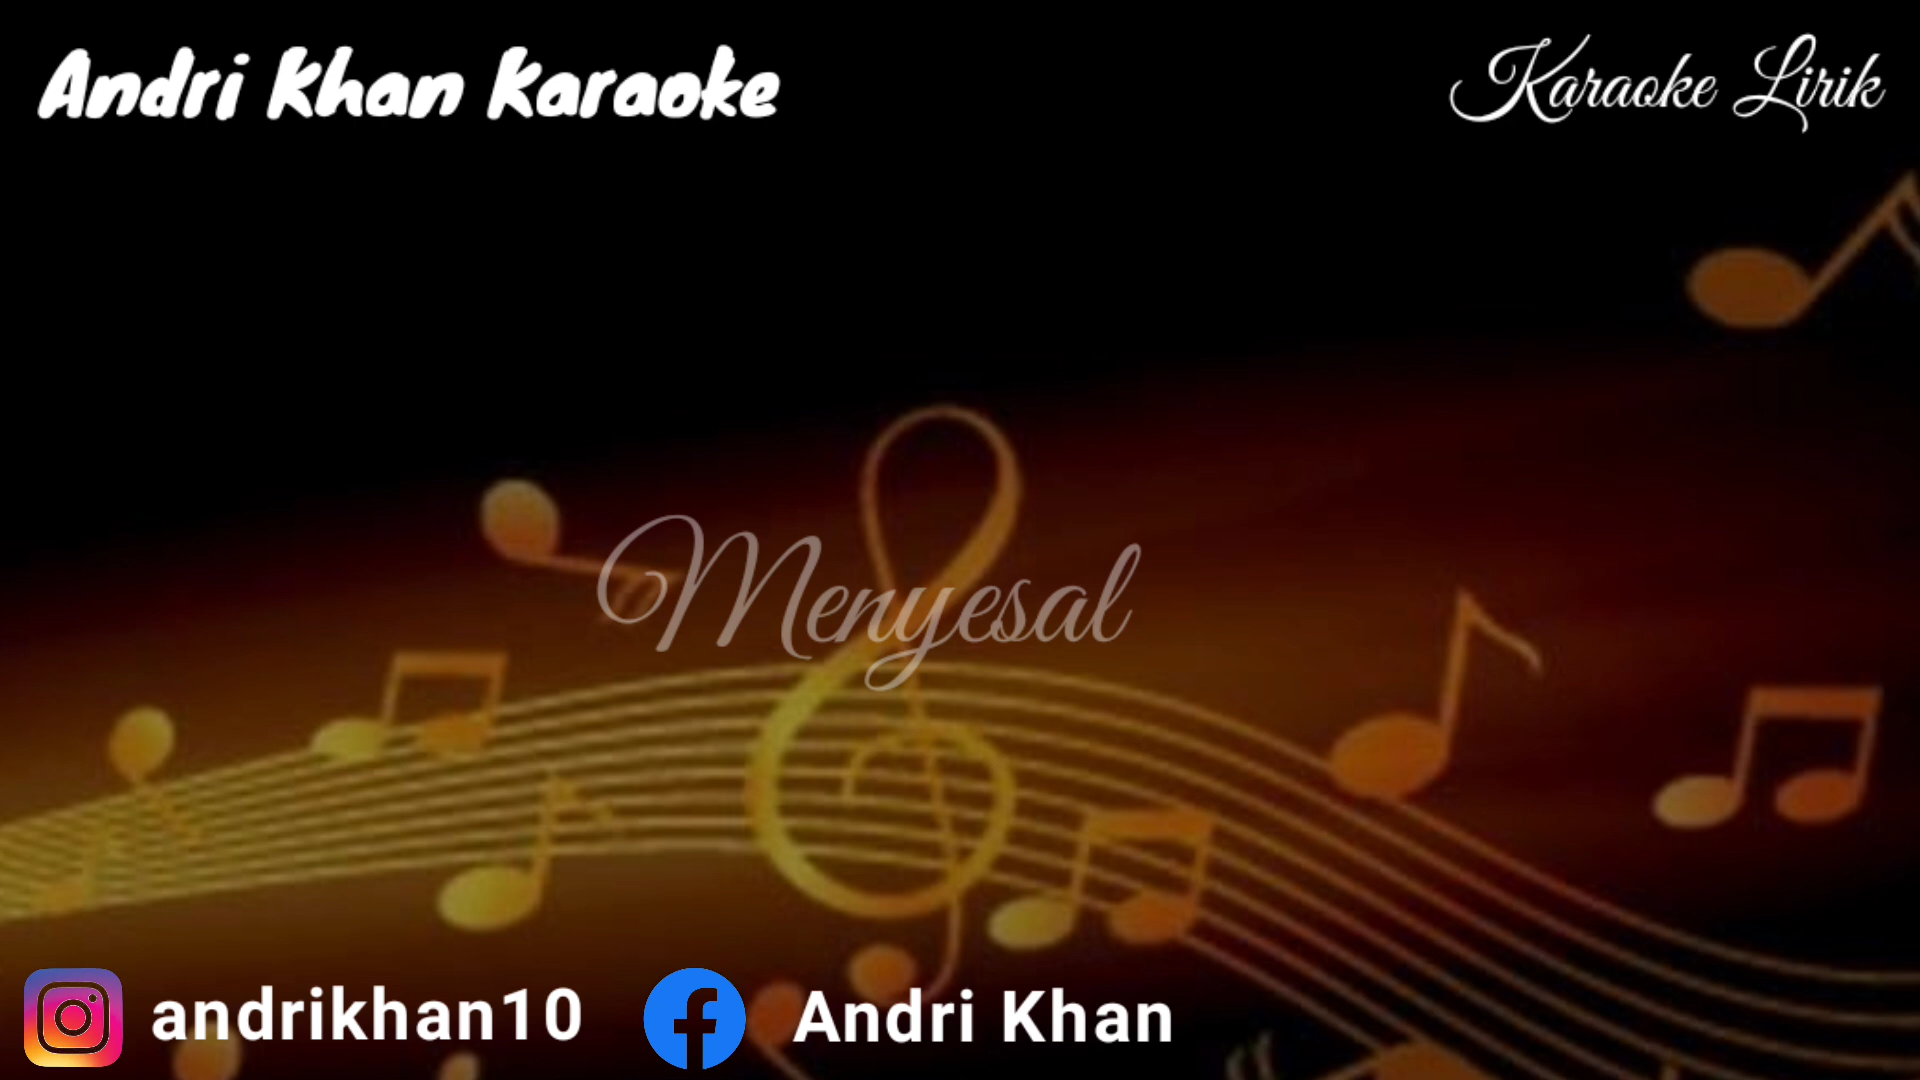 Andri Khan Karaoke
Karaoke Lirik
Menyesal
andrikhan10
Andri Khan